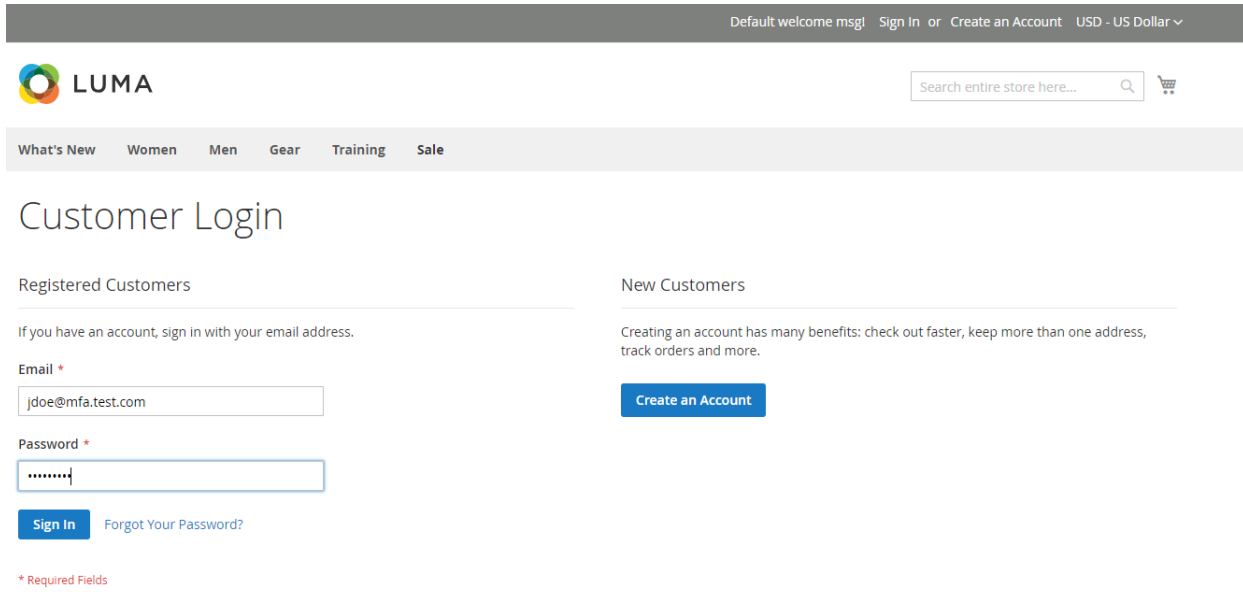 Default welcome msg! Sign In or Create an Account USD - US Dollar
LUMA
Search entire store here...
What's New Women Men Gear Training Sale
Customer Login
Registered Customers
If you have an account, sign in with your email address.
Email *
jdoe@mfa.test.com
Password *
•••••••••
Sign In Forgot Your Password?
* Required Fields
New Customers
Creating an account has many benefits: check out faster, keep more than one address,
track orders and more.
Create an Account